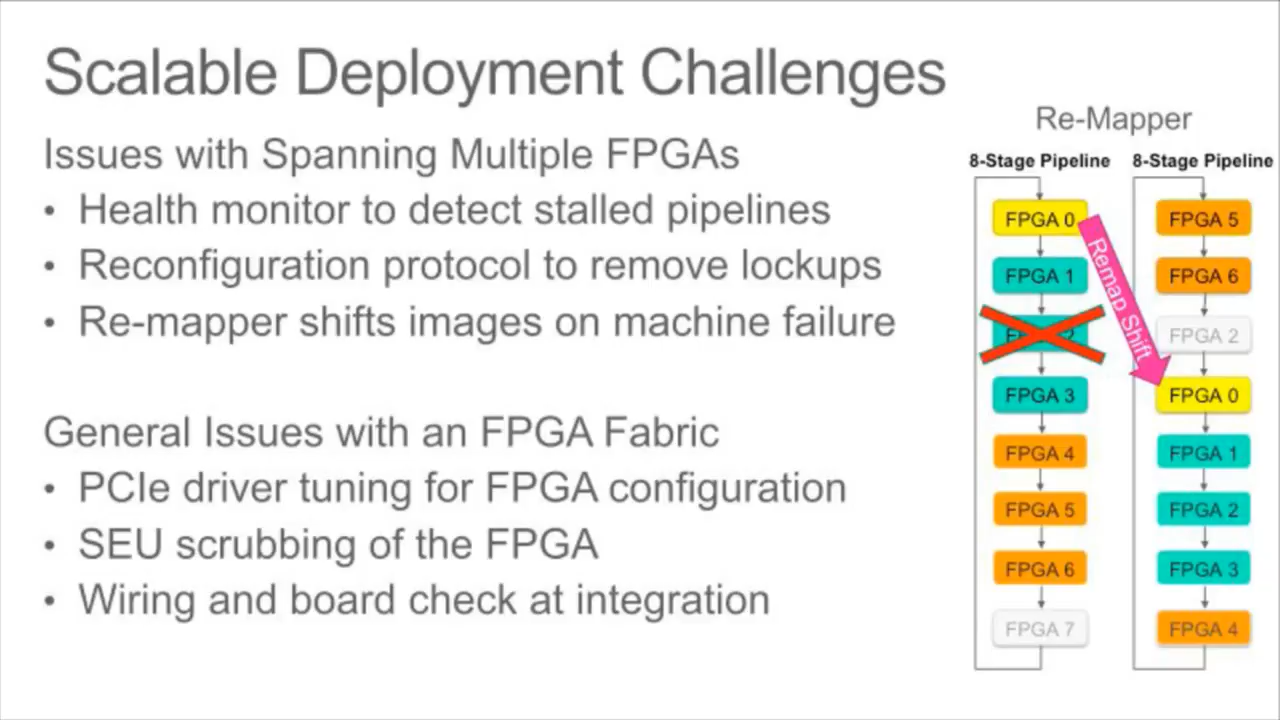 Scalable Deployment Challenges
Issues with Spanning Multiple FPGAs
• Health monitor to detect stalled pipelines
• Reconfiguration protocol to remove lockups
• Re-mapper shifts images on machine failure
General Issues with an FPGA Fabric
• PCIe driver tuning for FPGA configuration
• SEU scrubbing of the FPGA
• Wiring and board check at integration
Re-Mapper
8-Stage Pipeline
FPGA 0
FPGA 1
FPGA 3
FPGA 4
FPGA 5
FPGA 6
FPGA 7
Remap Shift
8-Stage Pipeline
FPGA 5
FPGA 6
FPGA 2
FPGA 0
FPGA 1
FPGA 2
FPGA 3
FPGA 4